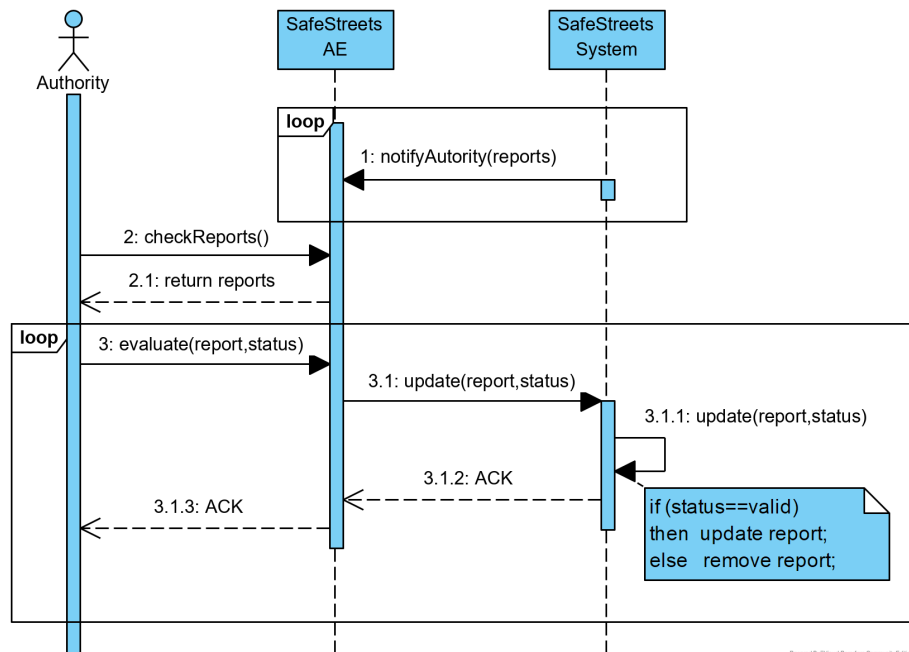 SafeStreets
AE
SafeStreets
System
Authority
loop
1: notifyAutority(reports)
2: checkReports()
2.1: return reports
loop
3: evaluate(report,status)
3.1: update(report,status)
3.1.1: update(report,status)
3.1.2: ACK
3.1.3: ACK
if (status==valid)
then update report;
else remove report;